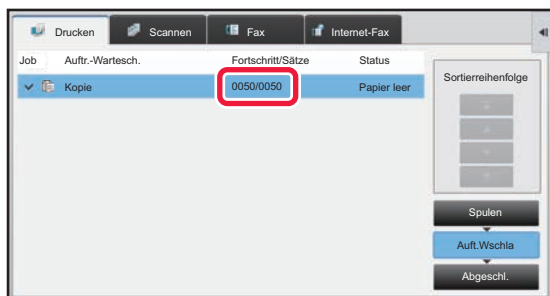 Drucken Scannen Fax Internet-Fax
Job Auftr.-Wartesch. Fortschritt/Sätze Status
Kopie 0050/0050 Papier leer
Sortierreihenfolge
Spulen
Auft.Wschla
Abgeschl.